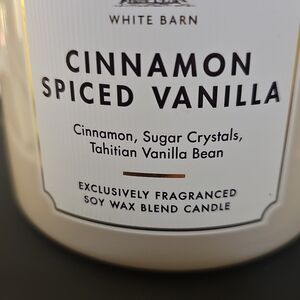 WHITE BARN
CINNAMON
SPICED VANILLA
Cinnamon, Sugar Crystals,
Tahitian Vanilla Bean
EXCLUSIVELY FRAGRANCED
SOY WAX BLEND CANDLE